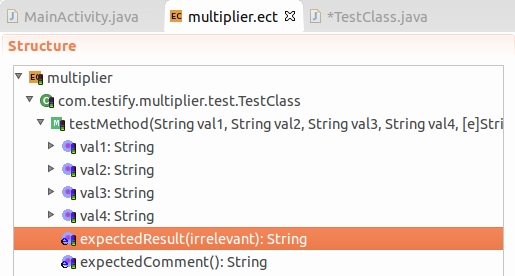 MainActivity.java
EC multiplier.ect
*TestClass.java
Structure
EC multiplier
com.testify.multiplier.test.TestClass
testMethod(String val1, String val2, String val3, String val4, [e]Stri
val1: String
val2: String
val3: String
val4: String
expectedResult(irrelevant): String
expectedComment(): String